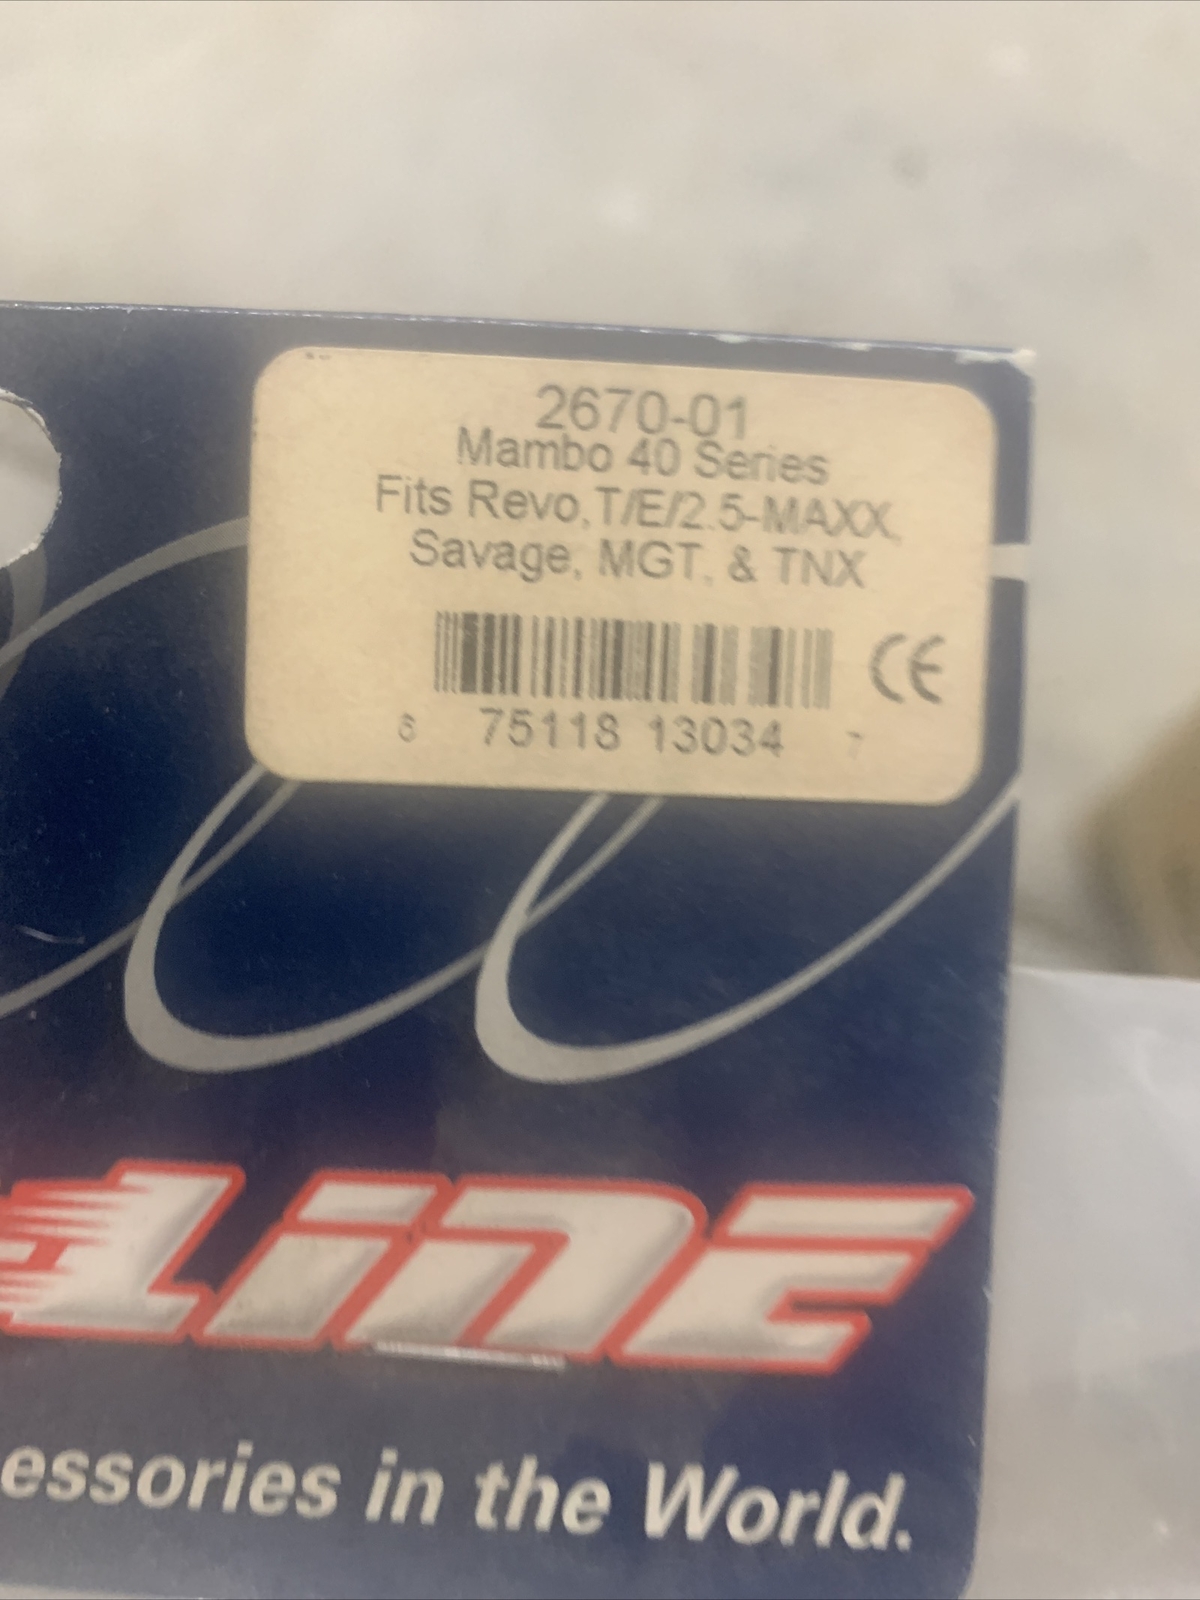 2670-01
Mambo 40 Series
Fits Revo,T/E/2.5-MAXX,
Savage, MGT, & TNX
CE
6 75118 13034 7
LINE
essories in the World.